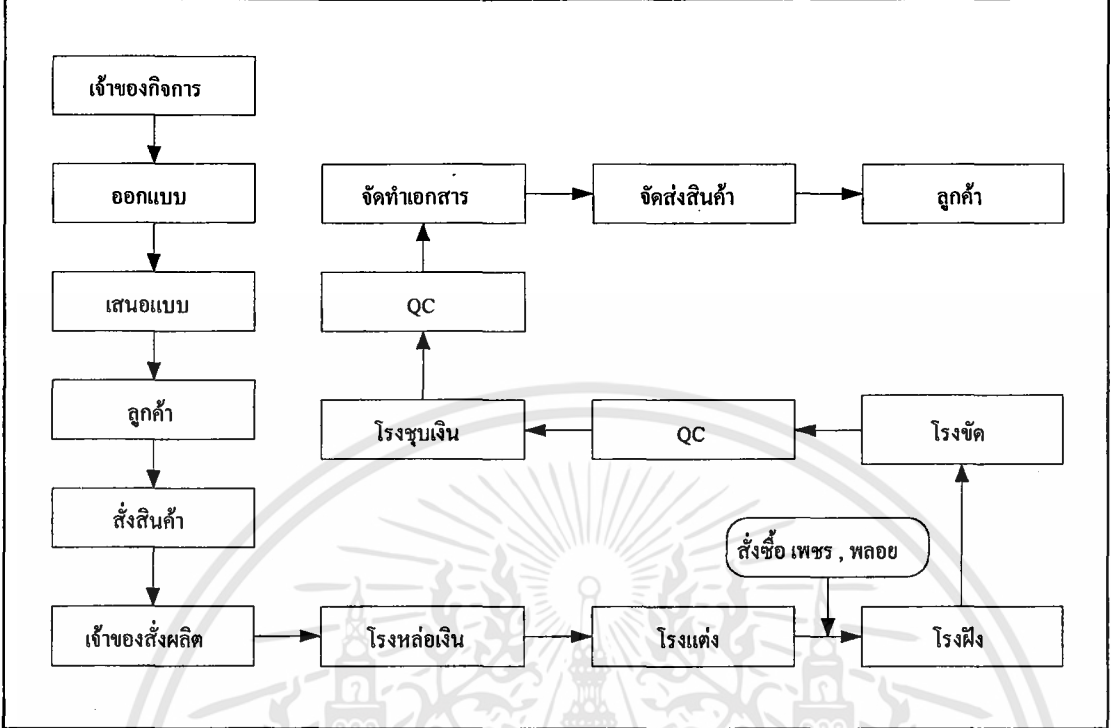 เจ้าของกิจการ
ออกแบบ
เสนอแบบ
ลูกค้า
สั่งสินค้า
เจ้าของสั่งผลิต
โรงหล่อเงิน
โรงแต่ง
สั่งซื้อ เพชร , พลอย
โรงฝัง
โรงขัด
QC
โรงชุบเงิน
QC
จัดทำเอกสาร
จัดส่งสินค้า
ลูกค้า